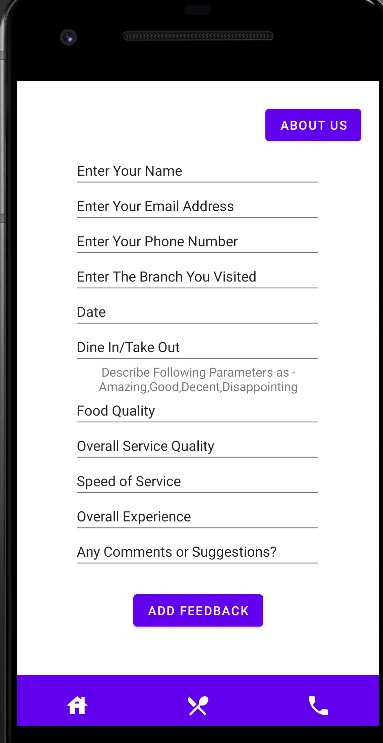 ABOUT US
Enter Your Name
Enter Your Email Address
Enter Your Phone Number
Enter The Branch You Visited
Date
Dine In/Take Out
Describe Following Parameters as -
Amazing,Good,Decent,Disappointing
Food Quality
Overall Service Quality
Speed of Service
Overall Experience
Any Comments or Suggestions?
ADD FEEDBACK